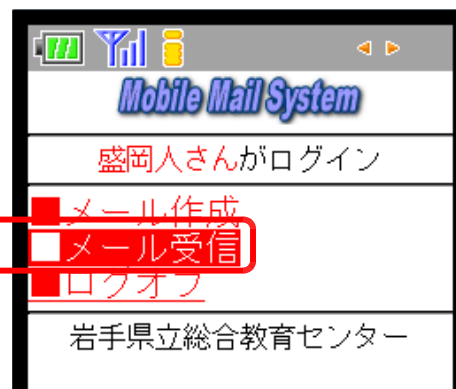 Mobile Mail System
盛岡人さんがログイン
■メール作成
□メール受信
■ログオフ
岩手県立総合教育センター